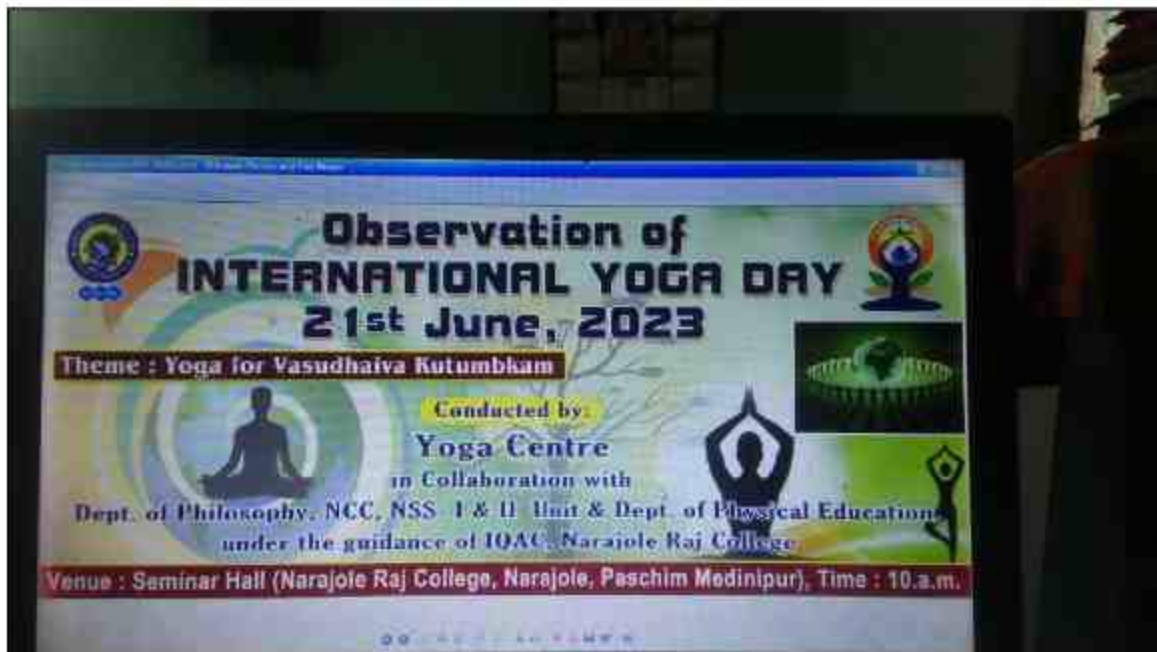 Observation of
INTERNATIONAL YOGA DAY
21st June, 2023
Theme : Yoga for Vasudhaiva Kutumbkam
Conducted by:
Yoga Centre
in Collaboration with
Dept. of Philosophy, NCC, NSS I & II Unit & Dept. of Physical Education
under the guidance of IQAC, Narajole Raj College
Venue : Seminar Hall (Narajole Raj College, Narajole, Paschim Medinipur), Time : 10.a.m.